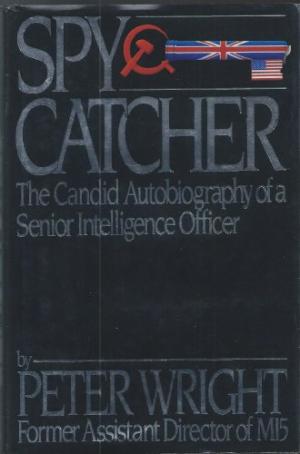 SPY
CATCHER
The Candid Autobiography of a
Senior Intelligence Officer
by
PETER WRIGHT
Former Assistant Director of MI5